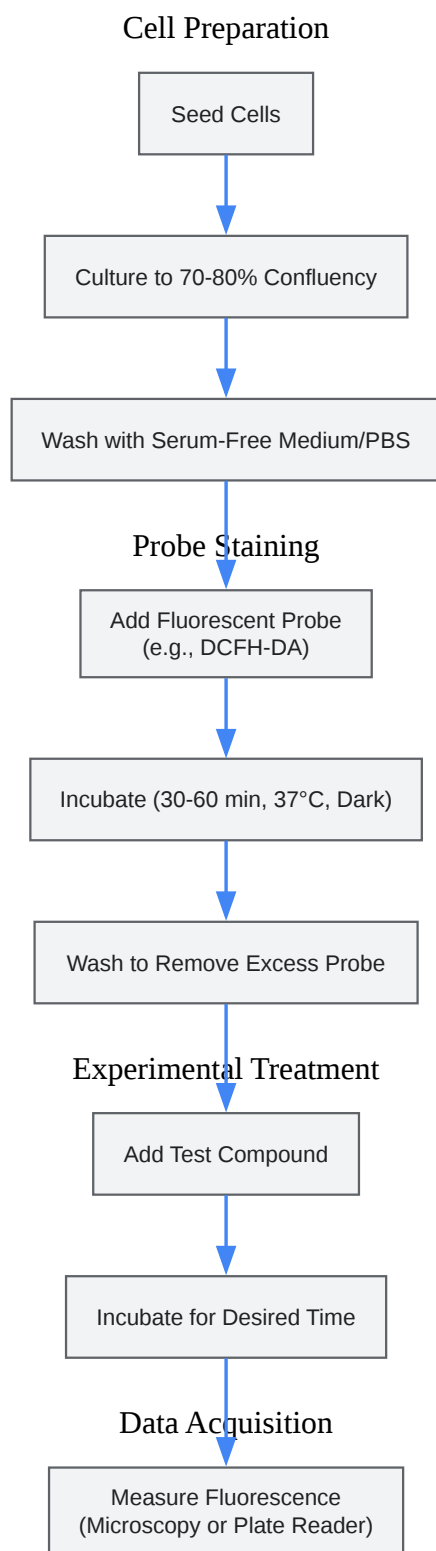 Cell Preparation
Seed Cells
Culture to 70-80% Confluency
Wash with Serum-Free Medium/PBS
Probe Staining
Add Fluorescent Probe
(e.g., DCFH-DA)
Incubate (30-60 min, 37°C, Dark)
Wash to Remove Excess Probe
Experimental Treatment
Add Test Compound
Incubate for Desired Time
Data Acquisition
Measure Fluorescence
(Microscopy or Plate Reader)